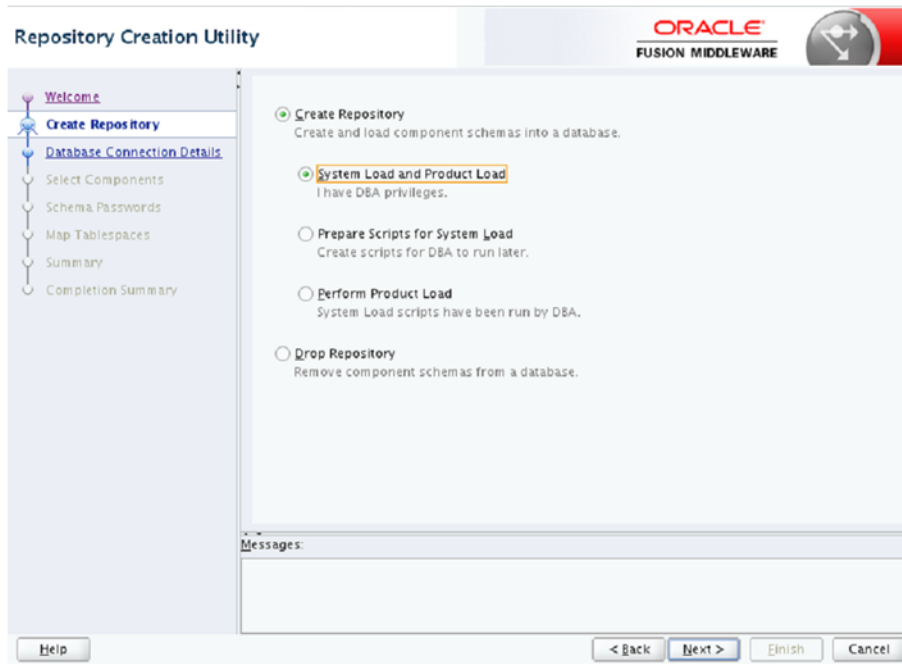 Repository Creation Utility
ORACLE
FUSION MIDDLEWARE
Welcome
Create Repository
Database Connection Details
Select Components
Schema Passwords
Map Tablespaces
Summary
Completion Summary
Create Repository
Create and load component schemas into a database.
System Load and Product Load
I have DBA privileges.
Prepare Scripts for System Load
Create scripts for DBA to run later.
Perform Product Load
System Load scripts have been run by DBA.
Drop Repository
Remove component schemas from a database.
Messages:
Help
< Back
Next >
Finish
Cancel